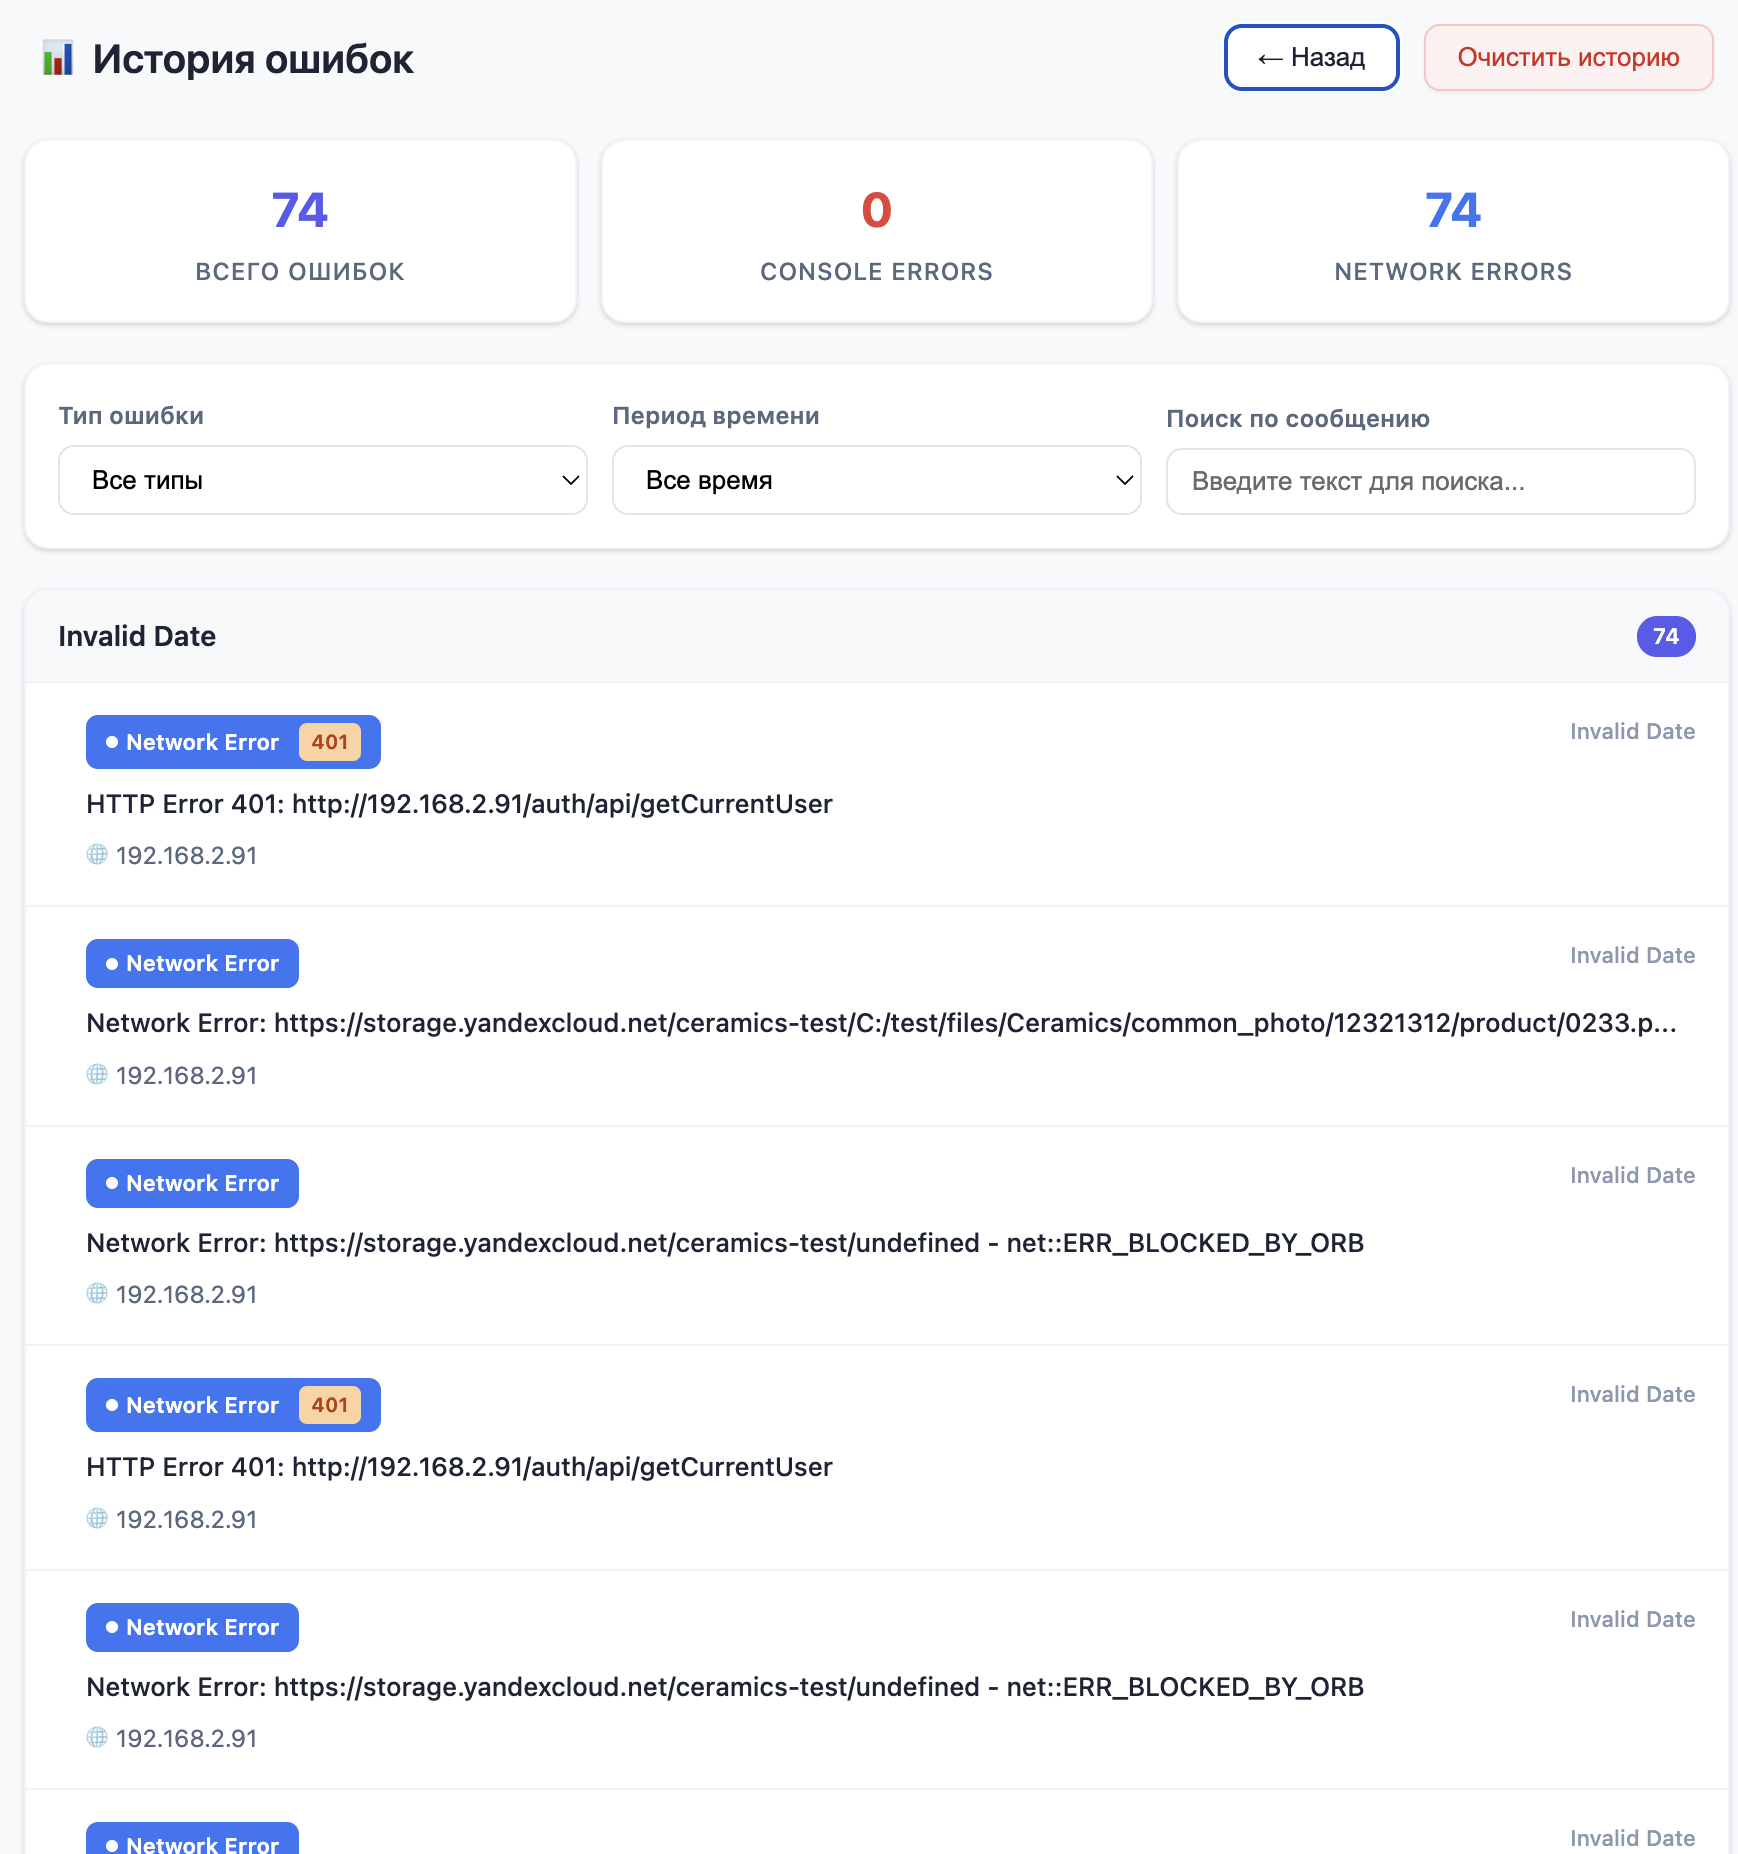 История ошибок
← Назад
Очистить историю
74
ВСЕГО ОШИБОК
0
CONSOLE ERRORS
74
NETWORK ERRORS
Тип ошибки
Период времени
Поиск по сообщению
Все типы
Все время
Введите текст для поиска...
Invalid Date
74
Network Error 401
Invalid Date
HTTP Error 401: http://192.168.2.91/auth/api/getCurrentUser
192.168.2.91
Network Error
Invalid Date
Network Error: https://storage.yandexcloud.net/ceramics-test/C:/test/files/Ceramics/common_photo/12321312/product/0233.p...
192.168.2.91
Network Error
Invalid Date
Network Error: https://storage.yandexcloud.net/ceramics-test/undefined - net::ERR_BLOCKED_BY_ORB
192.168.2.91
Network Error 401
Invalid Date
HTTP Error 401: http://192.168.2.91/auth/api/getCurrentUser
192.168.2.91
Network Error
Invalid Date
Network Error: https://storage.yandexcloud.net/ceramics-test/undefined - net::ERR_BLOCKED_BY_ORB
192.168.2.91
Network Error
Invalid Date